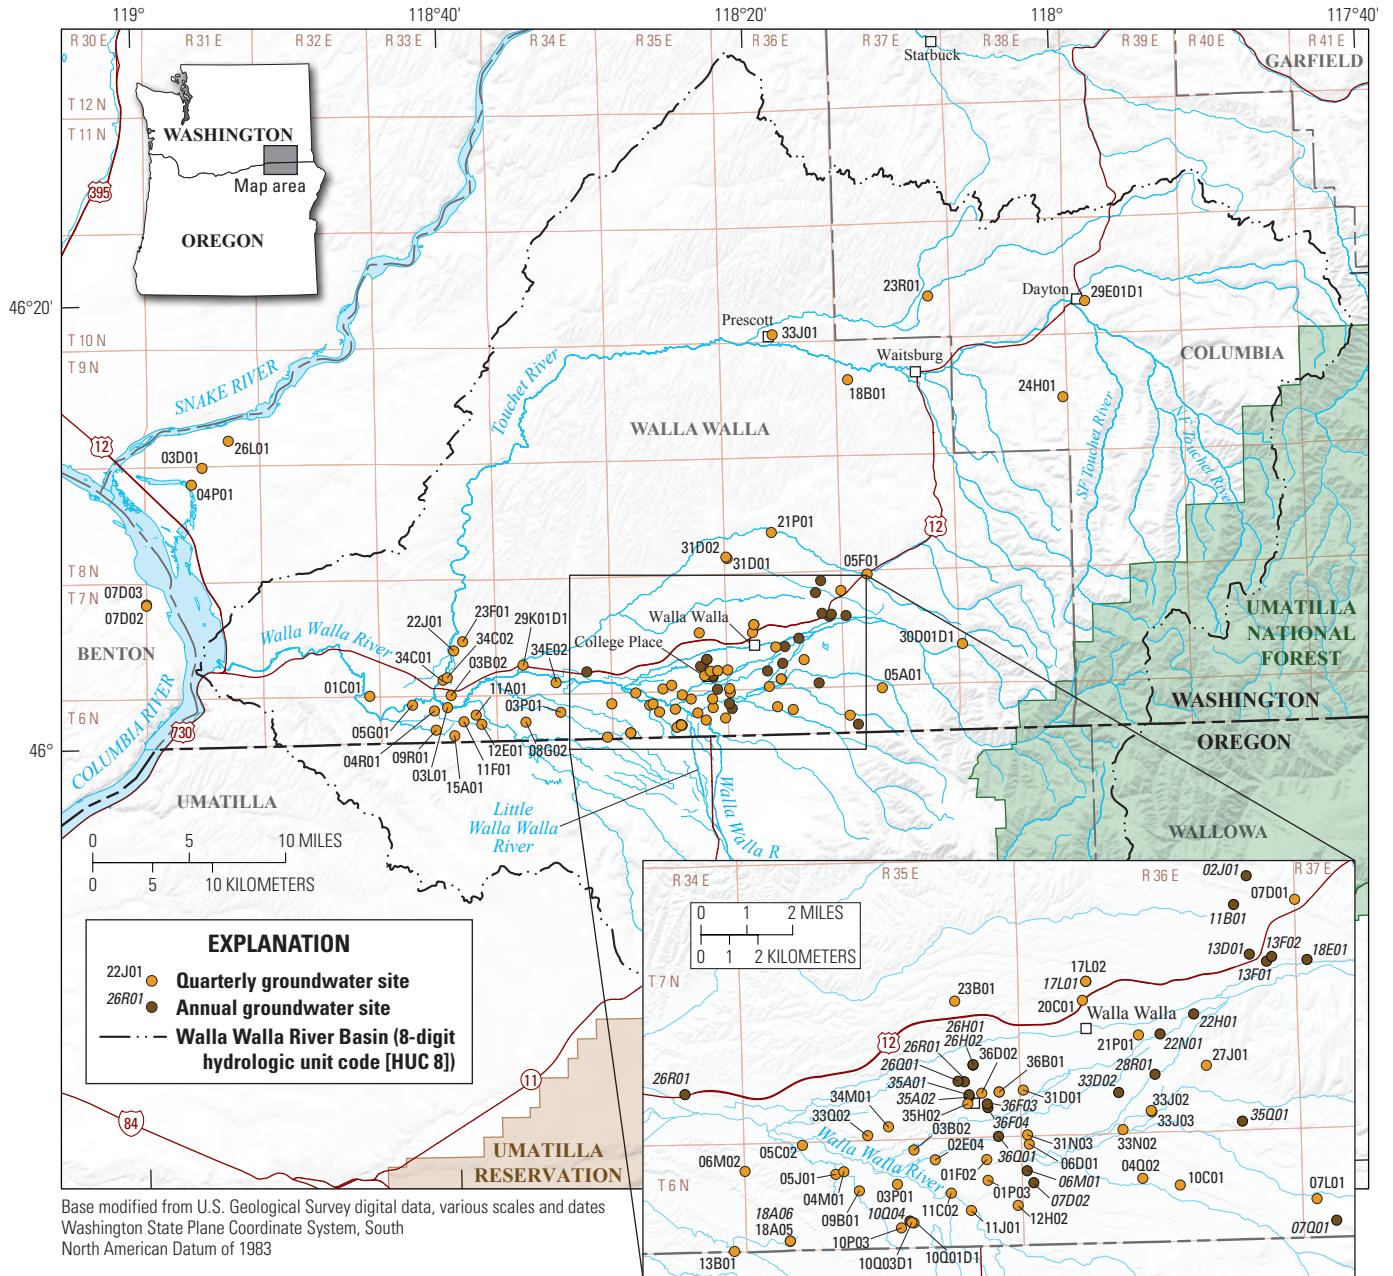 119°
118°40'
118°20'
118°
117°40'
R 30 E
R 31 E
R 32 E
R 33 E
R 34 E
R 35 E
R 36 E
R 37 E
R 38 E
R 39 E
R 40 E
R 41 E
Starbuck
GARFIELD
T 12 N
T 11 N
WASHINGTON
Map area
OREGON
395
46°20'
T 10 N
T 9 N
SNAKE RIVER
Touchet River
Prescott
33J01
23R01
Dayton
29E01D1
Waitsburg
COLUMBIA
18B01
24H01
WALLA WALLA
SF Touchet River
NF Touchet River
12
26L01
03D01
04P01
12
21P01
31D02
31D01
05F01
T 8 N
T 7 N
07D03
07D02
BENTON
Walla Walla River
22J01
23F01
34C02
29K01D1
34E02
Walla Walla
College Place
30D01D1
UMATILLA
NATIONAL
FOREST
34C01
03B02
11A01
01C01
03P01
05A01
WASHINGTON
OREGON
T 6 N
46°
COLUMBIA RIVER
730
05G01
04R01
09R01
03L01
15A01
11F01
12E01
08G02
UMATILLA
Little
Walla Walla
River
Walla Walla R
WALLOWA
0 5 10 MILES
0 5 10 KILOMETERS
EXPLANATION
22J01 Quarterly groundwater site
26R01 Annual groundwater site
Walla Walla River Basin (8-digit
hydrologic unit code [HUC 8])
11
84
UMATILLA
RESERVATION
R 34 E
R 35 E
R 36 E
R 37 E
02J01
07D01
11B01
0 1 2 MILES
0 1 2 KILOMETERS
13D01
13F02
18E01
13F01
T 7 N
17L02
17L01
23B01
20C01
Walla Walla
22H01
12
26H01
26H02
26R01
36D02
21P01
22N01
26Q01
36B01
28R01
27J01
26R01
35A01
33D02
35A02
31D01
34M01
35H02
36F03
33J02
33Q02
36F04
33J03
35Q01
03B02
31N03
33N02
05C02
Walla Walla River
02E04
36Q01
06D01
06M02
05J01
01F02
06M01
04Q02
T 6 N
04M01
03P01
01P03
07D02
10C01
07L01
18A06
09B01
10Q04
11C02
12H02
18A05
11J01
07Q01
10P03
10Q01D1
13B01
10Q03D1
Base modified from U.S. Geological Survey digital data, various scales and dates
Washington State Plane Coordinate System, South
North American Datum of 1983